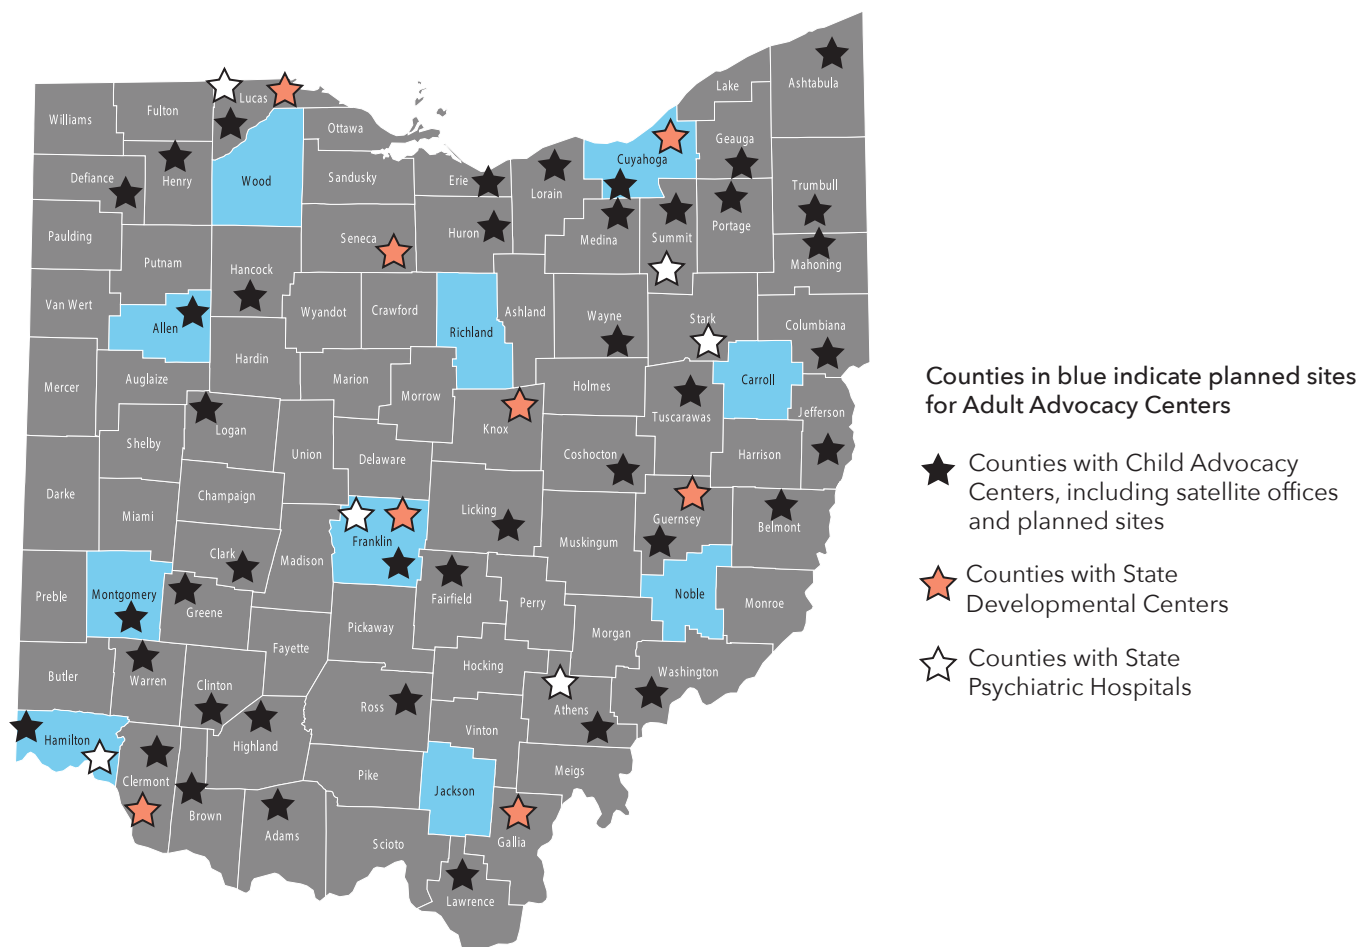 Lake
Ashtabula
Lucas
Fulton
Williams
Ottawa
Geauga
Cuyahoga
Defiance
Henry
Wood
Sandusky
Erie
Lorain
Trumbull
Paulding
Seneca
Huron
Medina
Summit
Portage
Putnam
Hancock
Mahoning
Van Wert
Wyandot
Crawford
Richland
Ashland
Wayne
Stark
Columbiana
Allen
Hardin
Mercer
Auglaize
Marion
Morrow
Holmes
Carroll
Tuscarawas
Jefferson
Logan
Knox
Shelby
Union
Delaware
Coshocton
Harrison
Darke
Champaign
Miami
Licking
Guernsey
Belmont
Franklin
Muskingum
Clark
Madison
Preble
Montgomery
Greene
Fairfield
Perry
Noble
Monroe
Pickaway
Morgan
Fayette
Butler
Warren
Clinton
Hocking
Washington
Ross
Athens
Hamilton
Highland
Vinton
Clermont
Pike
Meigs
Jackson
Brown
Adams
Scioto
Gallia
Lawrence
Counties in blue indicate planned sites
for Adult Advocacy Centers
Counties with Child Advocacy
Centers, including satellite offices
and planned sites
Counties with State
Developmental Centers
Counties with State
Psychiatric Hospitals